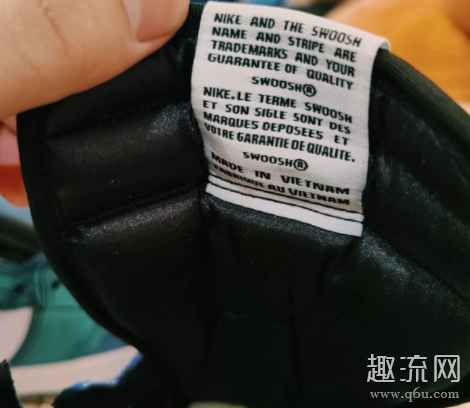 NIKE AND THE SWOOSH
NAME AND STRIPE ARE
TRADEMARKS AND YOUR
GUARANTEE OF QUALITY
SWOOSH®
NIKE.LE TERME SWOOSH
ET SON SIGLE SONT DES
MARQUES DEPOSEES ET
VOTRE GARANTIE DE QUALITE.
SWOOSH®
MADE IN VIETNAM
FABRIQUE AU VIETNAM
趣流网
www.q6u.com